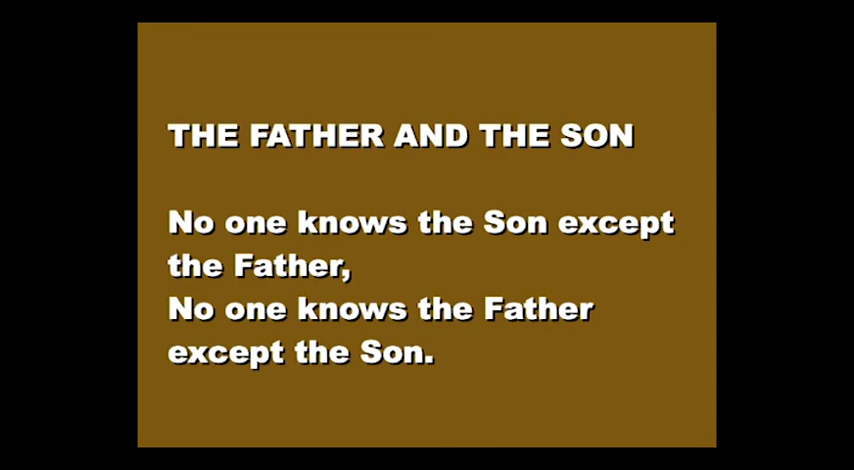 THE FATHER AND THE SON
No one knows the Son except
the Father,
No one knows the Father
except the Son.